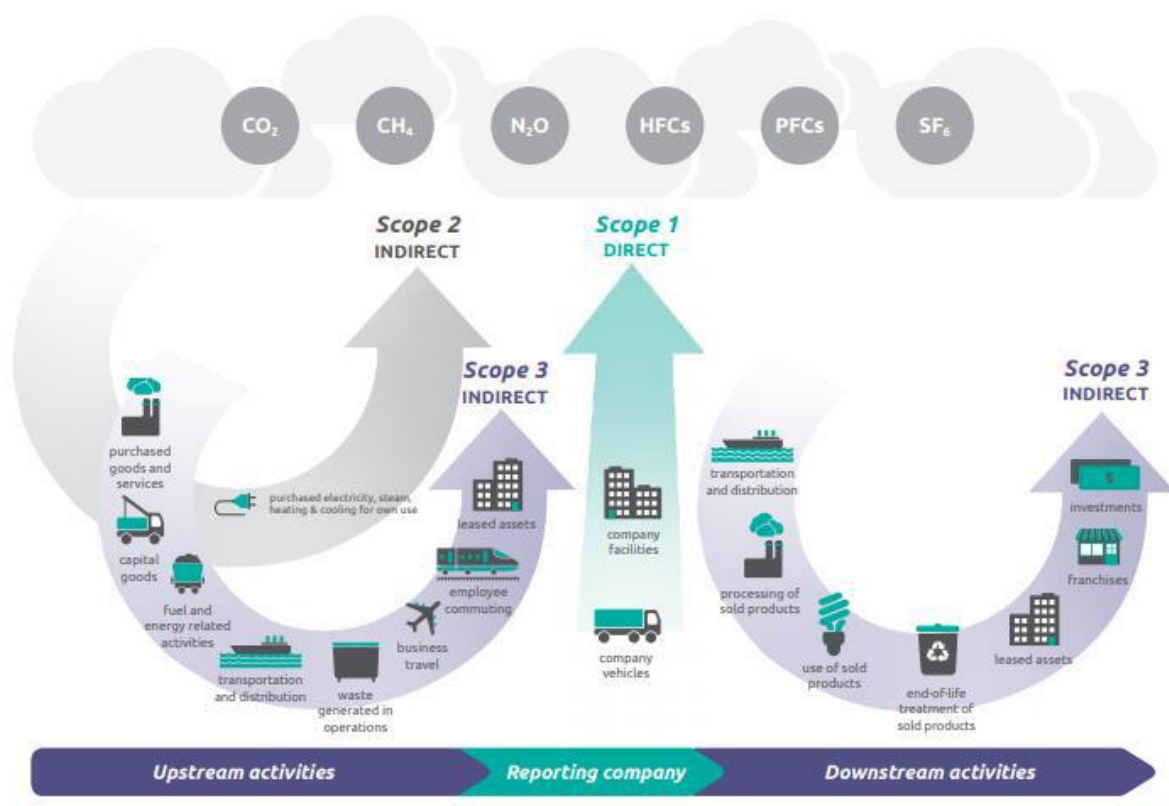 CO₂
CH₄
N₂O
HFCs
PFCs
SF₆
Scope 2
INDIRECT
Scope 1
DIRECT
Scope 3
INDIRECT
Scope 3
INDIRECT
purchased
goods and
services
capital
goods
fuel and
energy related
activities
transportation
and distribution
waste
generated in
operations
business
travel
employee
commuting
leased assets
purchased electricity, steam,
heating & cooling for own use
company
facilities
company
vehicles
transportation
and distribution
processing of
sold products
use of sold
products
end-of-life
treatment of
sold products
leased assets
franchises
$
investments
Upstream activities
Reporting company
Downstream activities